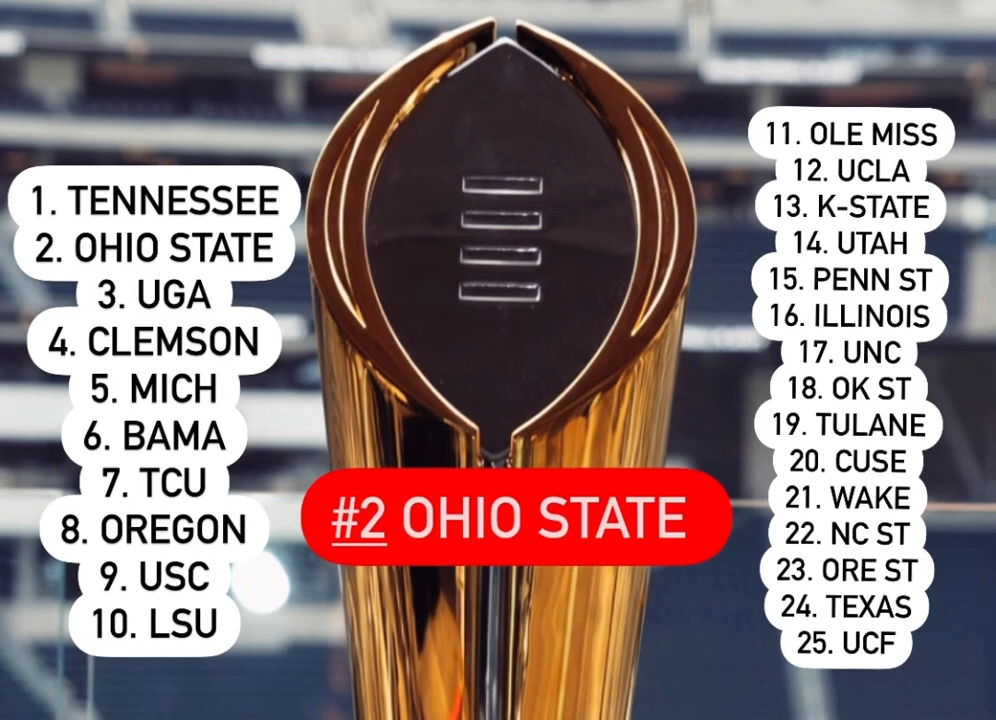 1. TENNESSEE
2. OHIO STATE
3. UGA
4. CLEMSON
5. MICH
6. BAMA
7. TCU
8. OREGON
9. USC
10. LSU
#2 OHIO STATE
11. OLE MISS
12. UCLA
13. K-STATE
14. UTAH
15. PENN ST
16. ILLINOIS
17. UNC
18. OK ST
19. TULANE
20. CUSE
21. WAKE
22. NC ST
23. ORE ST
24. TEXAS
25. UCF